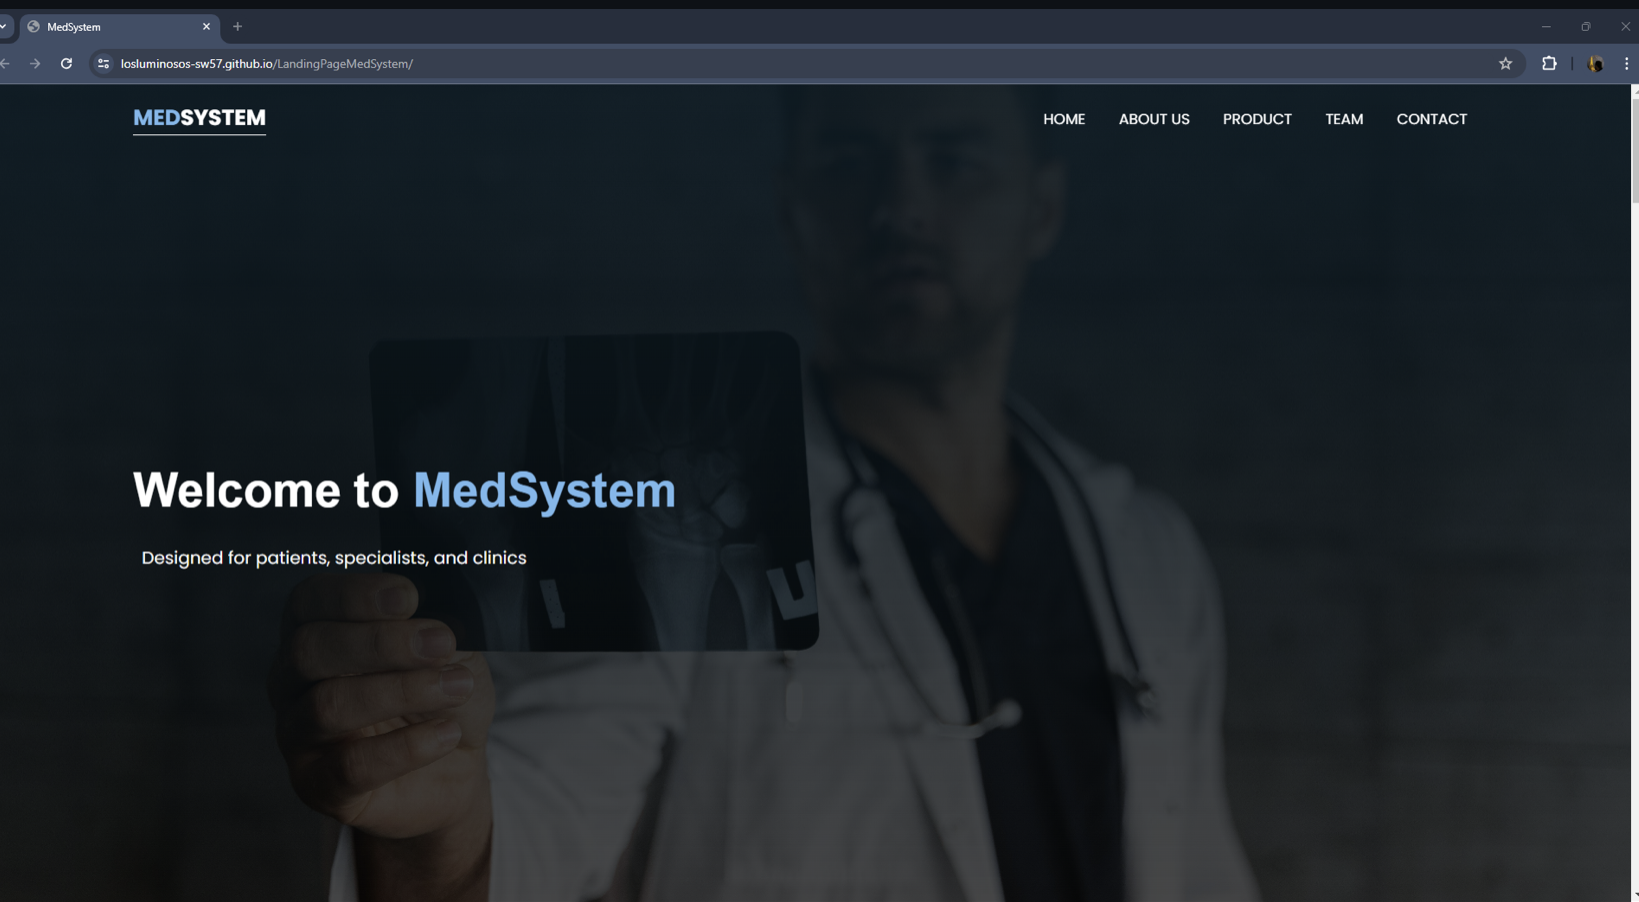 MedSystem
losluminosos-sw57.github.io/LandingPageMedSystem/
MEDSYSTEM
HOME ABOUT US PRODUCT TEAM CONTACT
Welcome to MedSystem
Designed for patients, specialists, and clinics